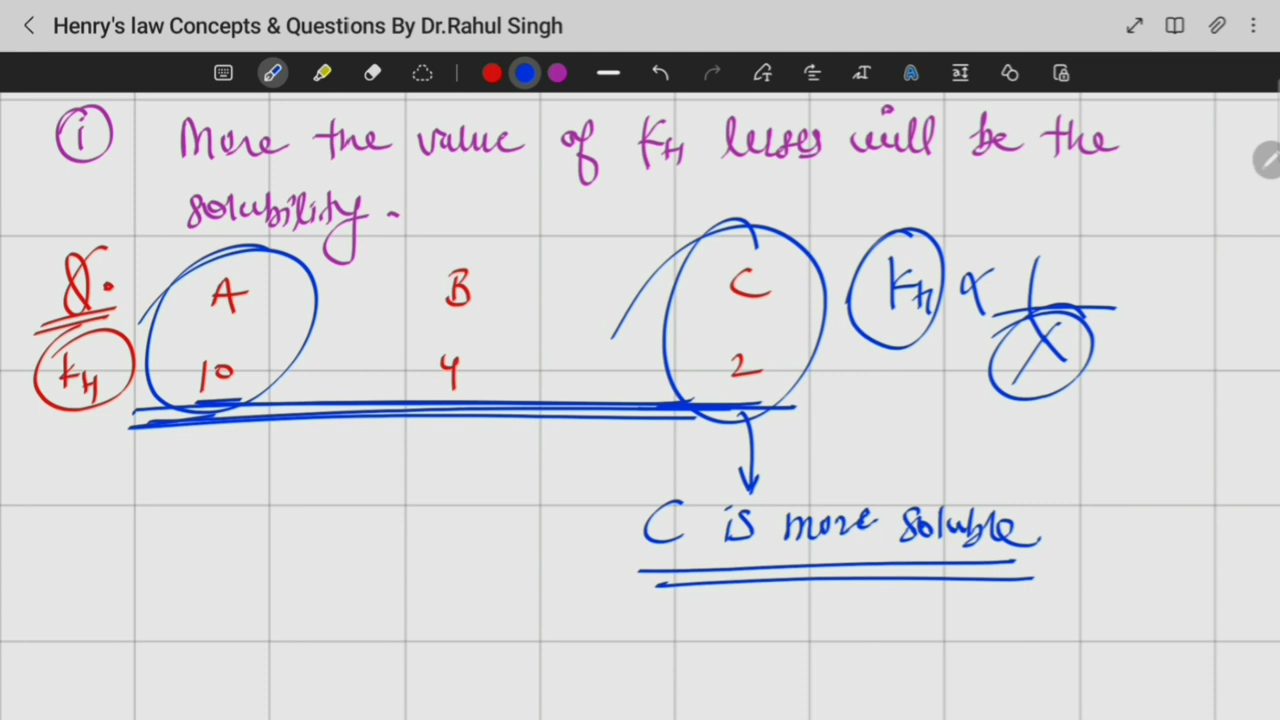 Henry's law Concepts & Questions By Dr.Rahul Singh
(i) More the value of KH lesses will be the
solubility.
Q. A B C KH ∝ 1/X
KH 10 4 2
C is more soluble